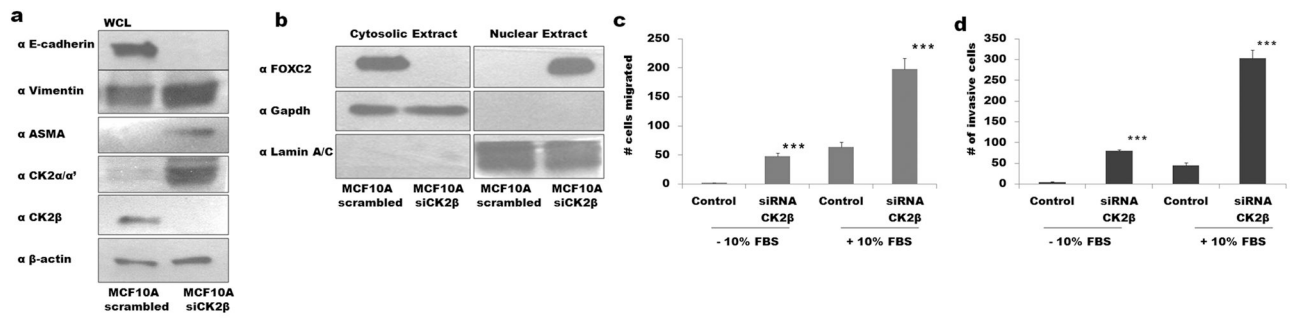 a
WCL
α E-cadherin
α Vimentin
α ASMA
α CK2α/α'
α CK2β
α β-actin
MCF10A MCF10A
scrambled siCK2β
b
Cytosolic Extract Nuclear Extract
α FOXC2
α Gapdh
α Lamin A/C
MCF10A MCF10A MCF10A MCF10A
scrambled siCK2β scrambled siCK2β
c
# cells migrated
250
200
150
100
50
0
***
***
Control siRNA Control siRNA
CK2β CK2β
- 10% FBS + 10% FBS
d
# of invasive cells
350
300
250
200
150
100
50
0
***
***
Control siRNA Control siRNA
CK2β CK2β
- 10% FBS + 10% FBS